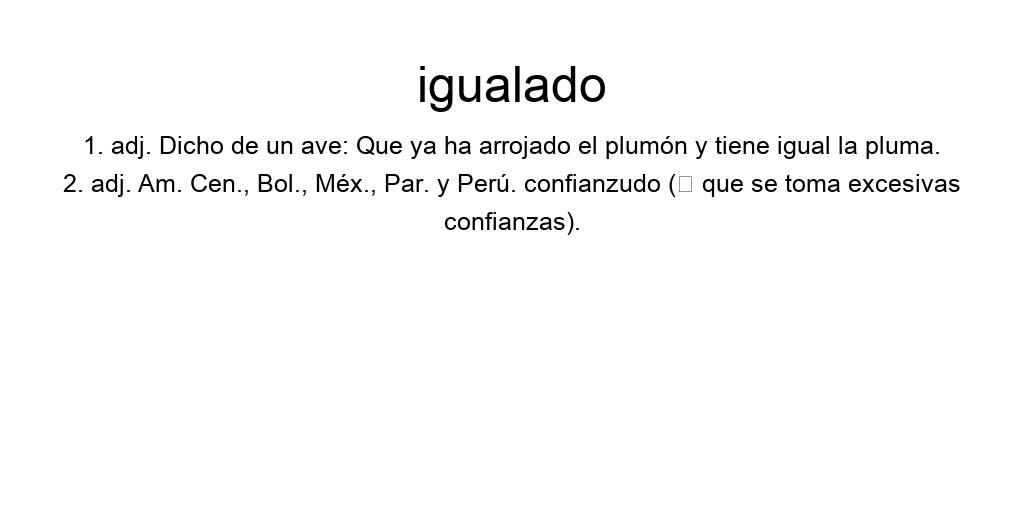 igualado
1. adj. Dicho de un ave: Que ya ha arrojado el plumón y tiene igual la pluma.
2. adj. Am. Cen., Bol., Méx., Par. y Perú. confianzudo (▯ que se toma excesivas
confianzas).